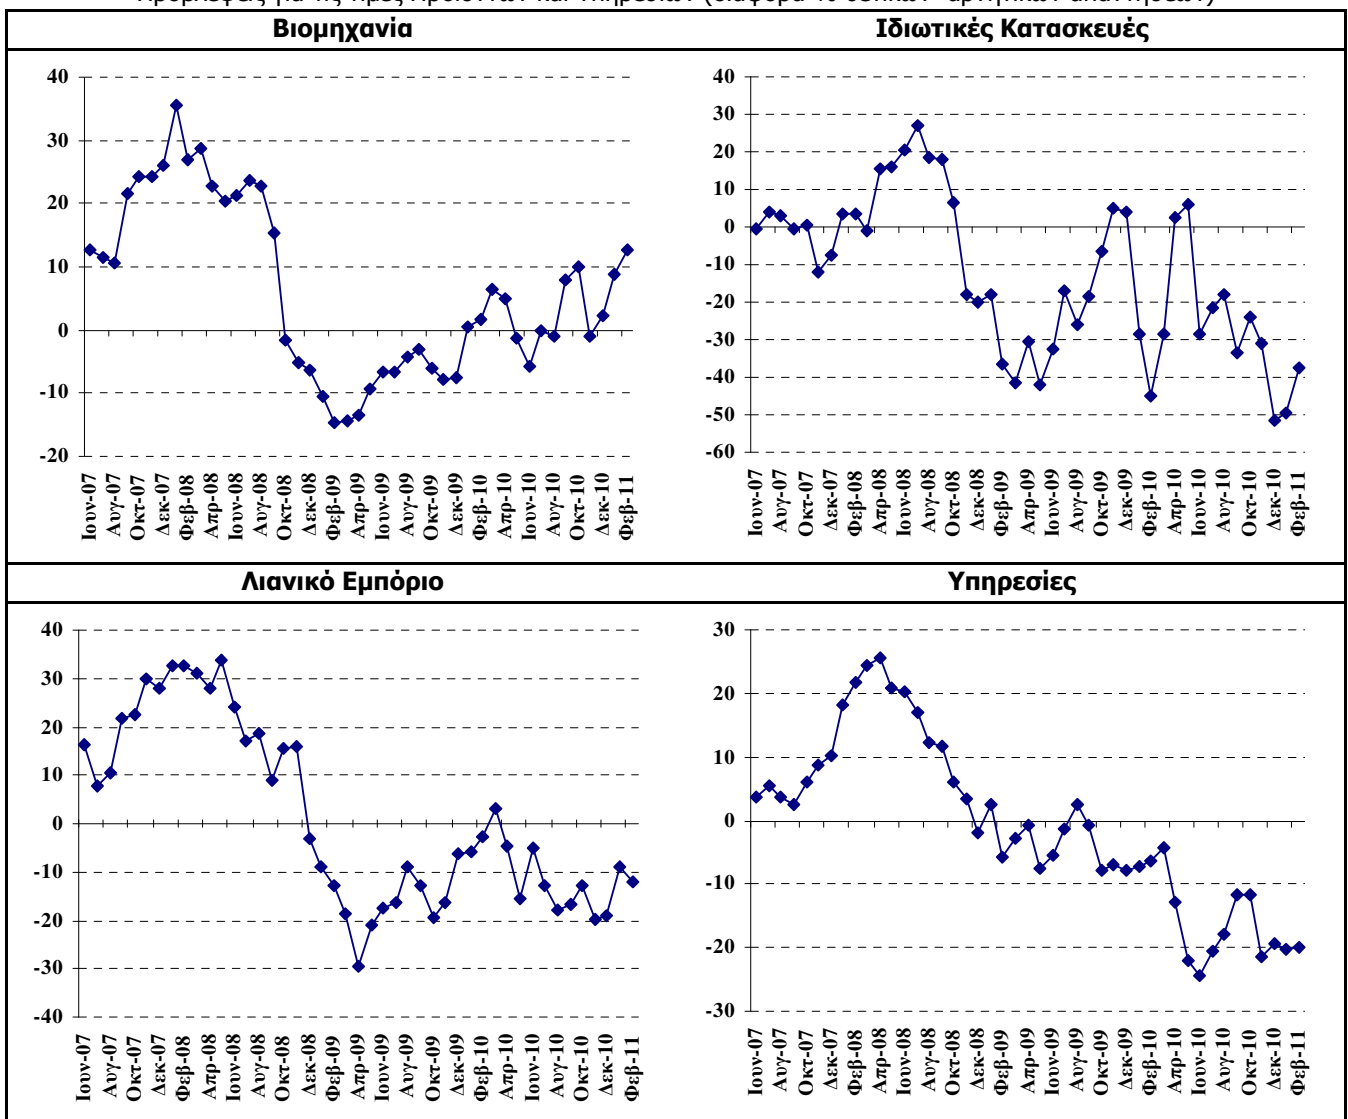 Προβλέψεις για τις Τιμές Προϊόντων και Υπηρεσιών (διαφορά % θετικών–αρνητικών απαντήσεων)
Βιομηχανία
40
30
20
10
0
-10
-20
Ιουν-07
Αυγ-07
Οκτ-07
Δεκ-07
Φεβ-08
Απρ-08
Ιουν-08
Αυγ-08
Οκτ-08
Δεκ-08
Φεβ-09
Απρ-09
Ιουν-09
Αυγ-09
Οκτ-09
Δεκ-09
Φεβ-10
Απρ-10
Ιουν-10
Αυγ-10
Οκτ-10
Δεκ-10
Φεβ-11
Ιδιωτικές Κατασκευές
40
30
20
10
0
-10
-20
-30
-40
-50
-60
Ιουν-07
Αυγ-07
Οκτ-07
Δεκ-07
Φεβ-08
Απρ-08
Ιουν-08
Αυγ-08
Οκτ-08
Δεκ-08
Φεβ-09
Απρ-09
Ιουν-09
Αυγ-09
Οκτ-09
Δεκ-09
Φεβ-10
Απρ-10
Ιουν-10
Αυγ-10
Οκτ-10
Δεκ-10
Φεβ-11
Λιανικό Εμπόριο
40
30
20
10
0
-10
-20
-30
-40
Ιουν-07
Αυγ-07
Οκτ-07
Δεκ-07
Φεβ-08
Απρ-08
Ιουν-08
Αυγ-08
Οκτ-08
Δεκ-08
Φεβ-09
Απρ-09
Ιουν-09
Αυγ-09
Οκτ-09
Δεκ-09
Φεβ-10
Απρ-10
Ιουν-10
Αυγ-10
Οκτ-10
Δεκ-10
Φεβ-11
Υπηρεσίες
30
20
10
0
-10
-20
-30
Ιουν-07
Αυγ-07
Οκτ-07
Δεκ-07
Φεβ-08
Απρ-08
Ιουν-08
Αυγ-08
Οκτ-08
Δεκ-08
Φεβ-09
Απρ-09
Ιουν-09
Αυγ-09
Οκτ-09
Δεκ-09
Φεβ-10
Απρ-10
Ιουν-10
Αυγ-10
Οκτ-10
Δεκ-10
Φεβ-11